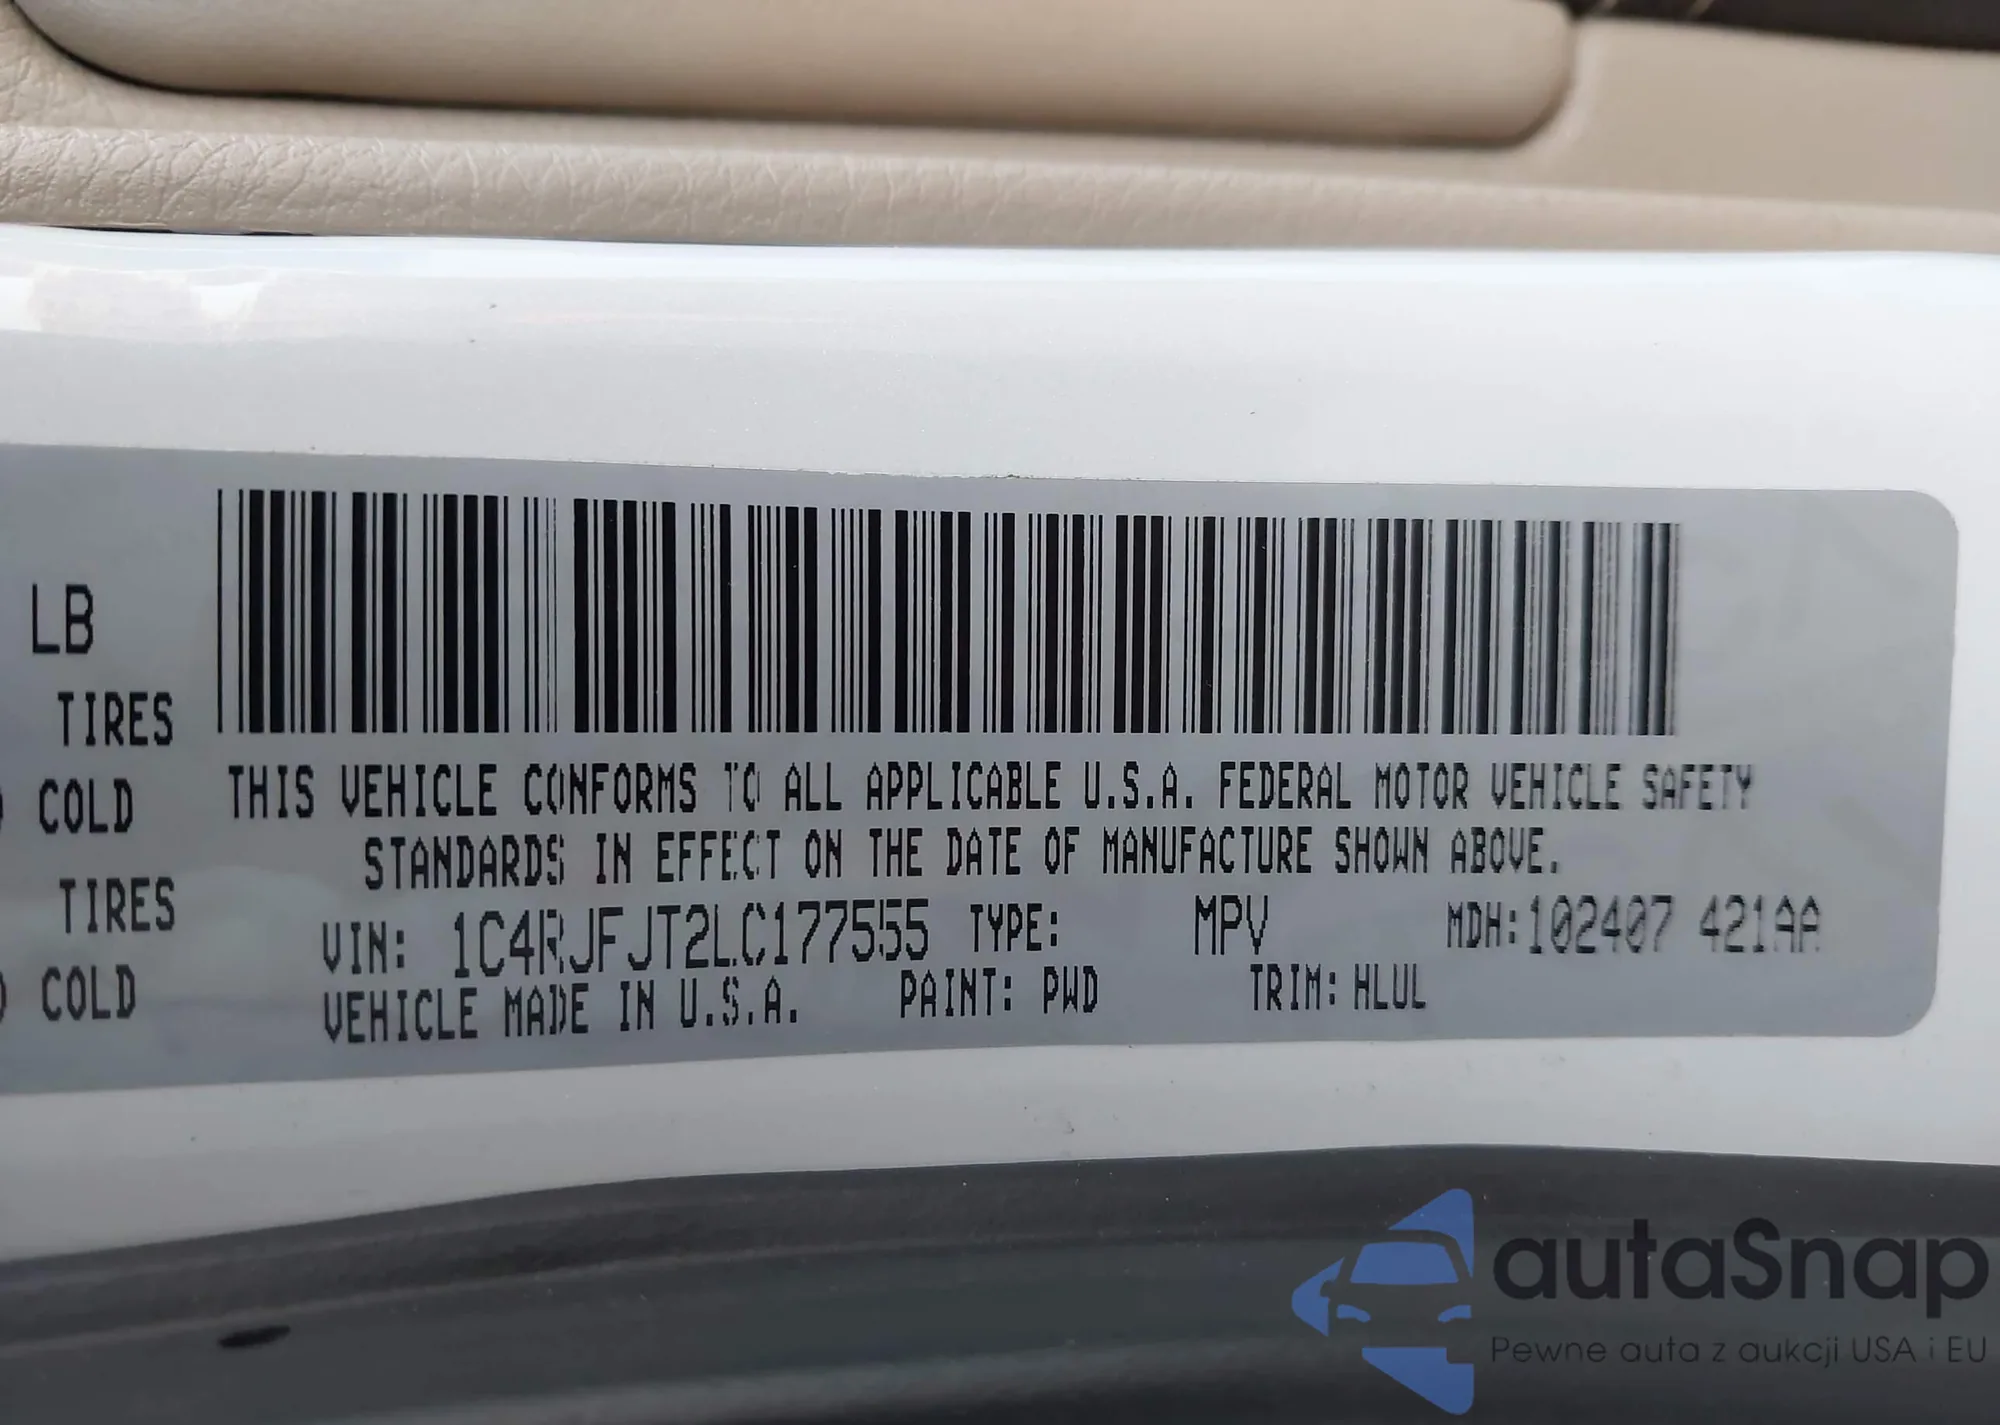 LB
TIRES
COLD
TIRES
COLD
THIS VEHICLE CONFORMS TO ALL APPLICABLE U.S.A. FEDERAL MOTOR VEHICLE SAFETY
STANDARDS IN EFFECT ON THE DATE OF MANUFACTURE SHOWN ABOVE.
VIN: 1C4RJFJT2LC177555 TYPE: MPV MDH:102407 421AA
VEHICLE MADE IN U.S.A. PAINT: PWD TRIM: HLUL
autaSnap
Pewne auta z aukcji USA i EU